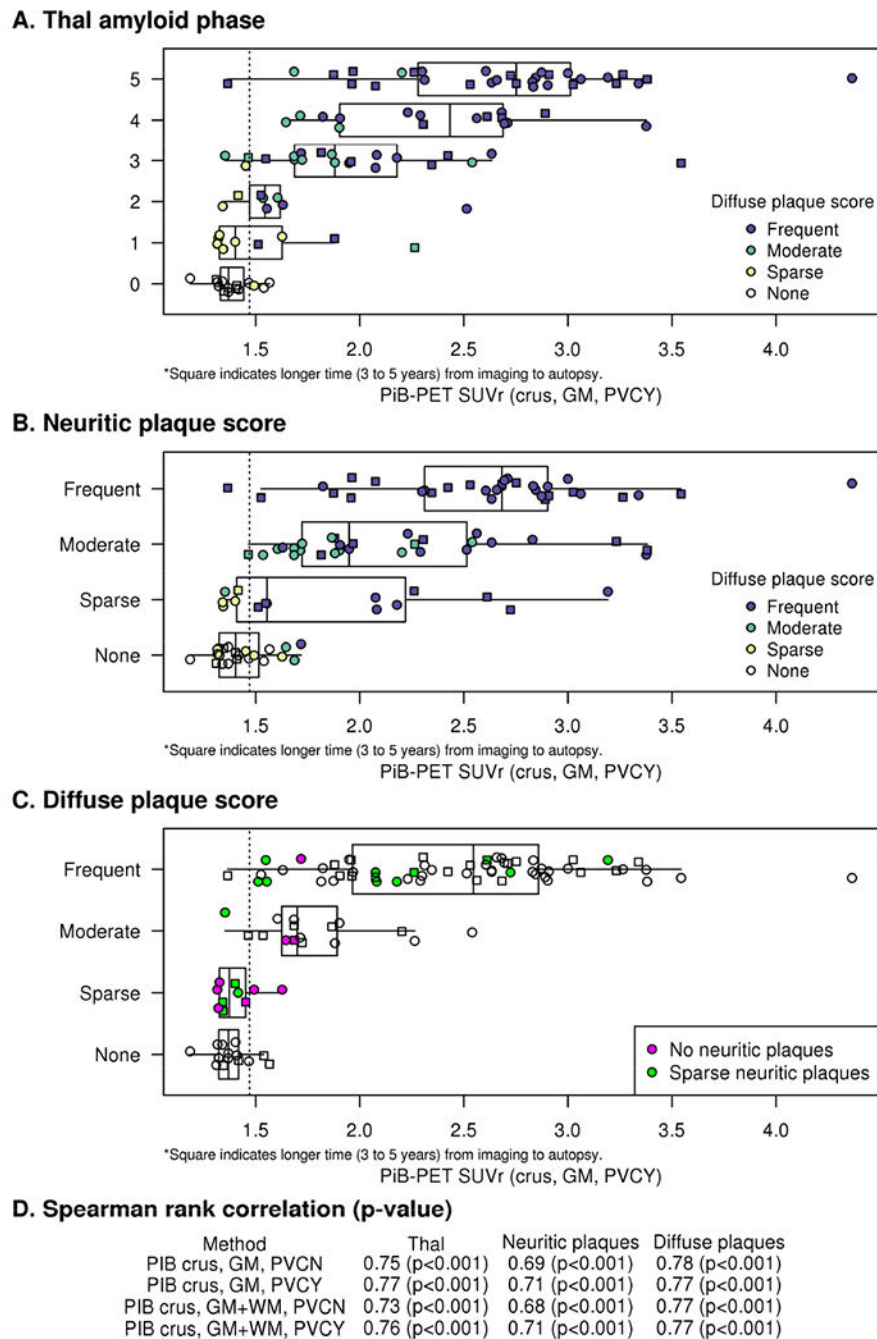 A. Thal amyloid phase
5
4
3
2
1
0
Diffuse plaque score
Frequent
Moderate
Sparse
None
1.5 2.0 2.5 3.0 3.5 4.0
*Square indicates longer time (3 to 5 years) from imaging to autopsy.
PiB-PET SUVr (crus, GM, PVCY)
B. Neuritic plaque score
Frequent
Moderate
Sparse
None
Diffuse plaque score
Frequent
Moderate
Sparse
None
1.5 2.0 2.5 3.0 3.5 4.0
*Square indicates longer time (3 to 5 years) from imaging to autopsy.
PiB-PET SUVr (crus, GM, PVCY)
C. Diffuse plaque score
Frequent
Moderate
Sparse
None
No neuritic plaques
Sparse neuritic plaques
1.5 2.0 2.5 3.0 3.5 4.0
*Square indicates longer time (3 to 5 years) from imaging to autopsy.
PiB-PET SUVr (crus, GM, PVCY)
D. Spearman rank correlation (p-value)
Method Thal Neuritic plaques Diffuse plaques
PIB crus, GM, PVCN 0.75 (p<0.001) 0.69 (p<0.001) 0.78 (p<0.001)
PIB crus, GM, PVCY 0.77 (p<0.001) 0.71 (p<0.001) 0.77 (p<0.001)
PIB crus, GM+WM, PVCN 0.73 (p<0.001) 0.68 (p<0.001) 0.77 (p<0.001)
PIB crus, GM+WM, PVCY 0.76 (p<0.001) 0.71 (p<0.001) 0.77 (p<0.001)